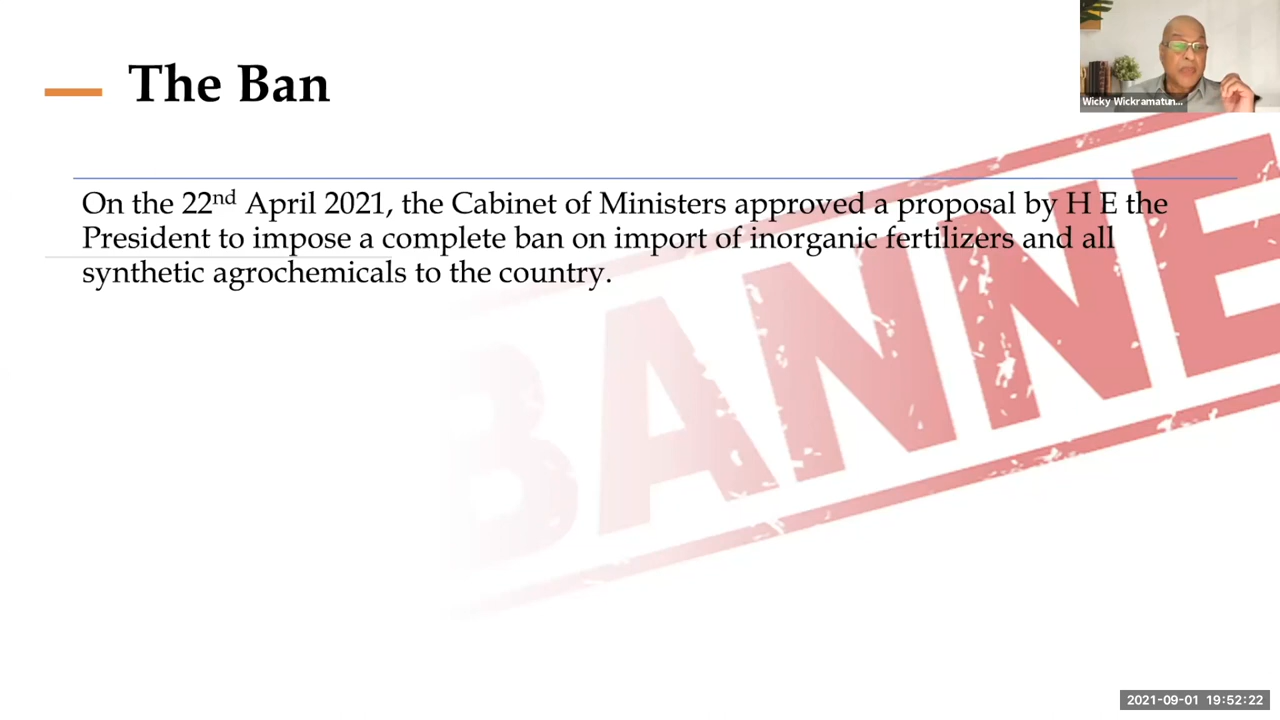 The Ban
Wicky Wickramatun...
On the 22nd April 2021, the Cabinet of Ministers approved a proposal by H E the
President to impose a complete ban on import of inorganic fertilizers and all
synthetic agrochemicals to the country.
BANNE
2021-09-01 19:52:22